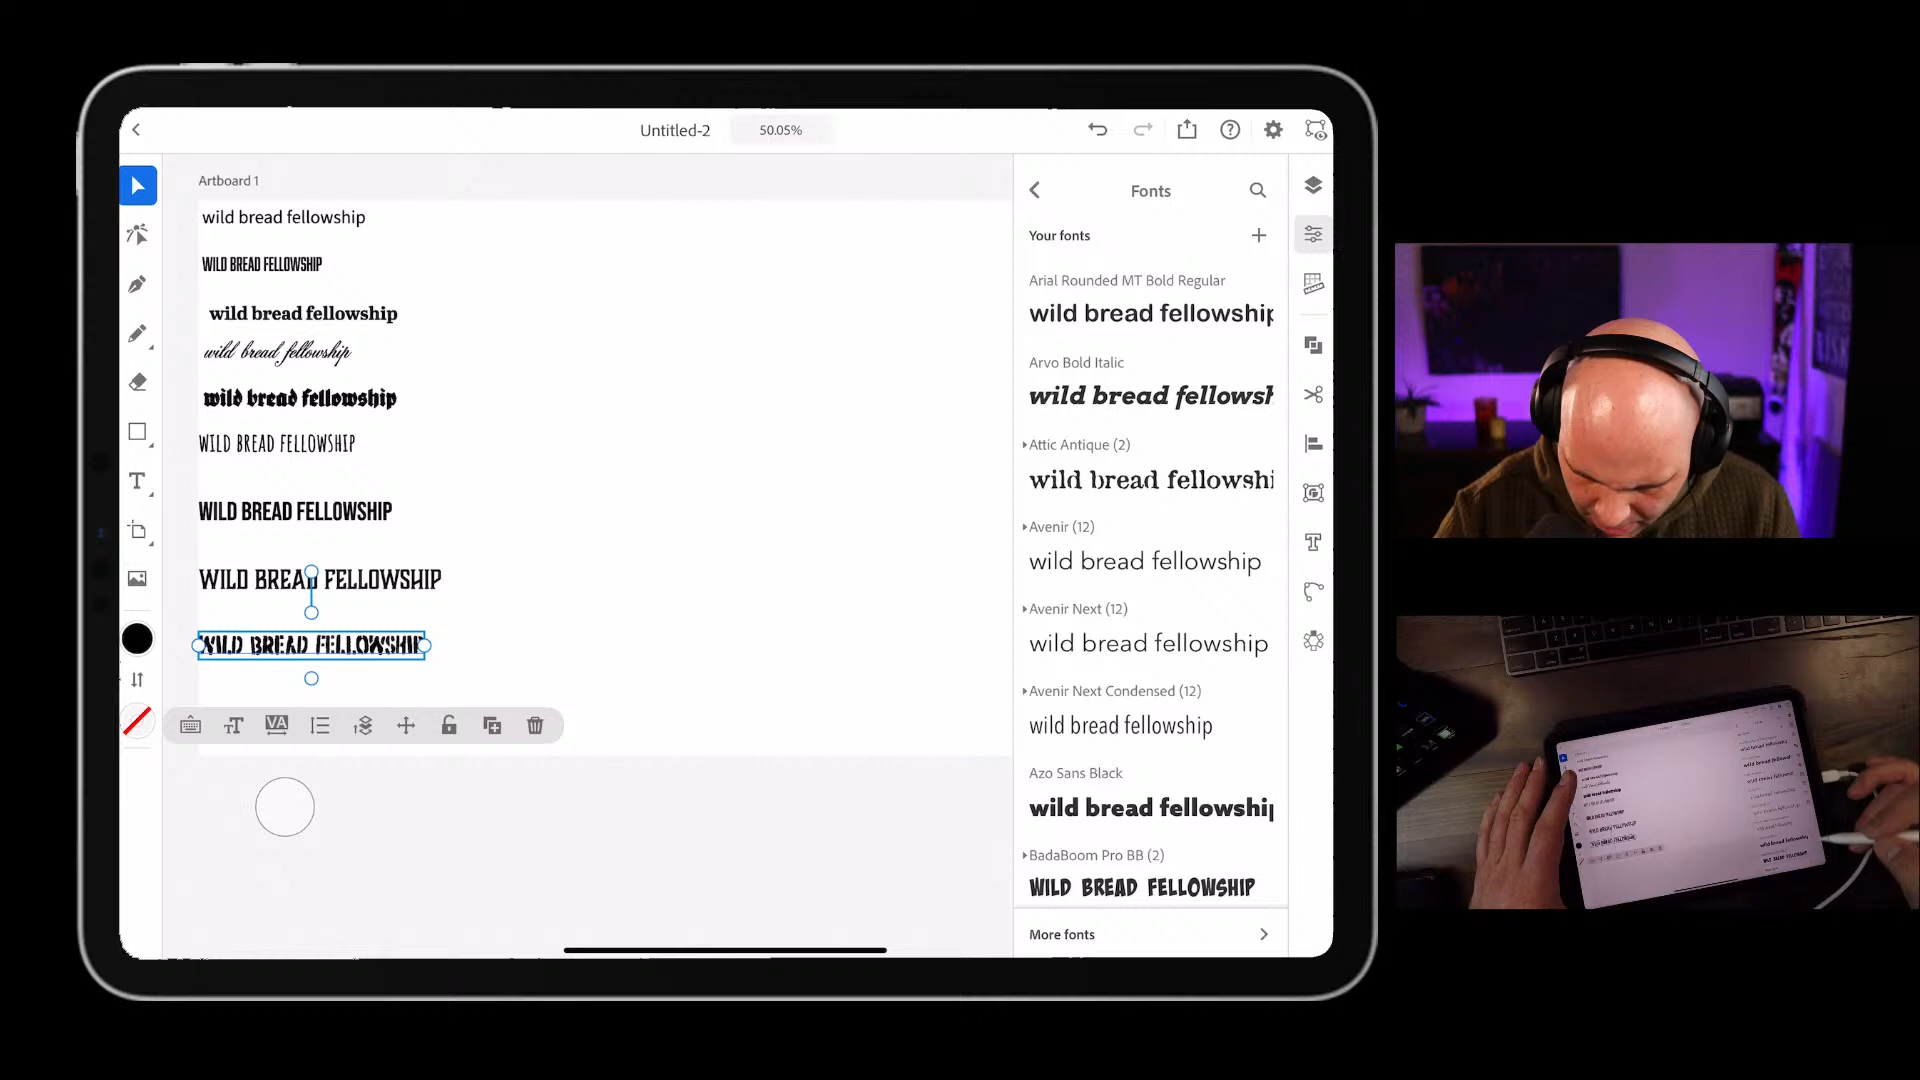 Untitled-2
50.05%
Artboard 1
wild bread fellowship
WILD BREAD FELLOWSHIP
wild bread fellowship
wild bread fellowship
wild bread fellowship
WILD BREAD FELLOWSHIP
WILD BREAD FELLOWSHIP
WILD BREAD FELLOWSHIP
WILD BREAD FELLOWSHIP
T
VA
Fonts
Your fonts
Arial Rounded MT Bold Regular
wild bread fellowship
Arvo Bold Italic
wild bread fellowsh
Attic Antique (2)
wild bread fellowshi
Avenir (12)
wild bread fellowship
Avenir Next (12)
wild bread fellowship
Avenir Next Condensed (12)
wild bread fellowship
Azo Sans Black
wild bread fellowship
BadaBoom Pro BB (2)
WILD BREAD FELLOWSHIP
More fonts